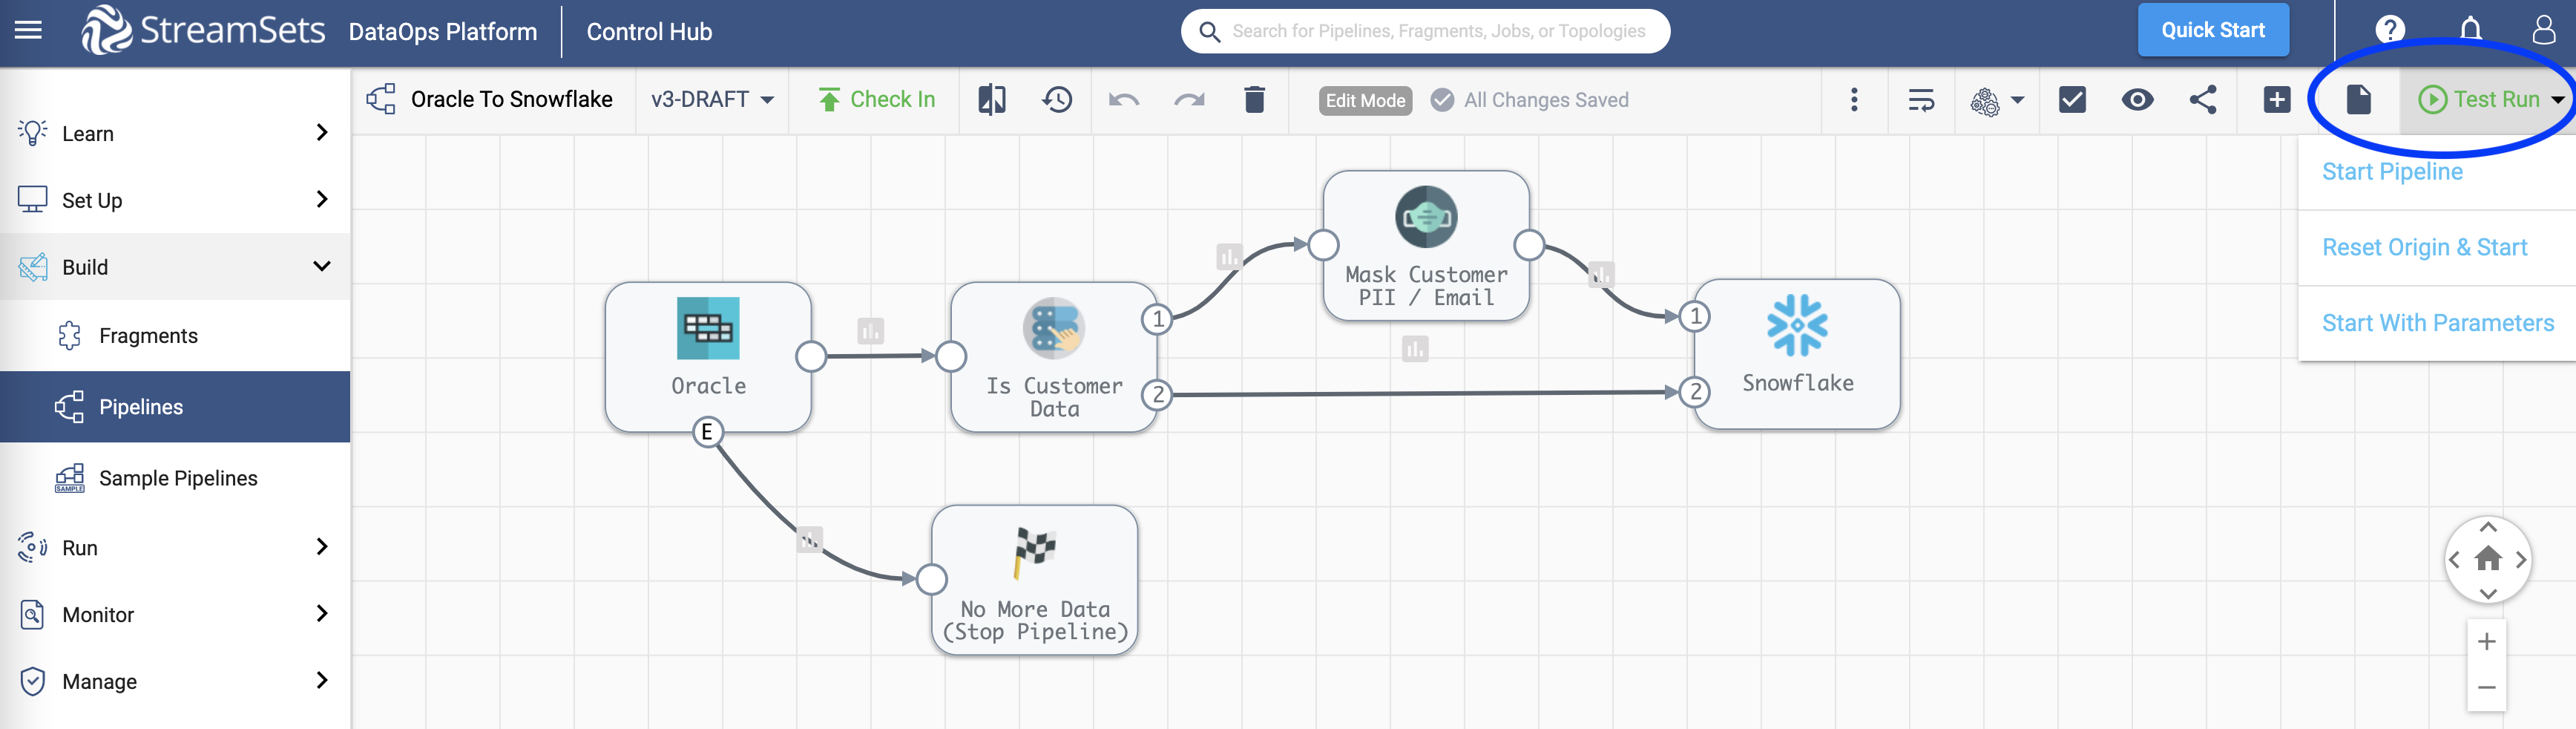 StreamSets DataOps Platform Control Hub
Search for Pipelines, Fragments, Jobs, or Topologies
Quick Start
?
Oracle To Snowflake
v3-DRAFT
Check In
Edit Mode
All Changes Saved
Test Run
Start Pipeline
Reset Origin & Start
Start With Parameters
Learn
Set Up
Build
Fragments
Pipelines
SAMPLE
Sample Pipelines
Run
Monitor
Manage
Oracle
E
Is Customer
Data
1
2
Mask Customer
PII / Email
1
2
Snowflake
No More Data
(Stop Pipeline)
+
−